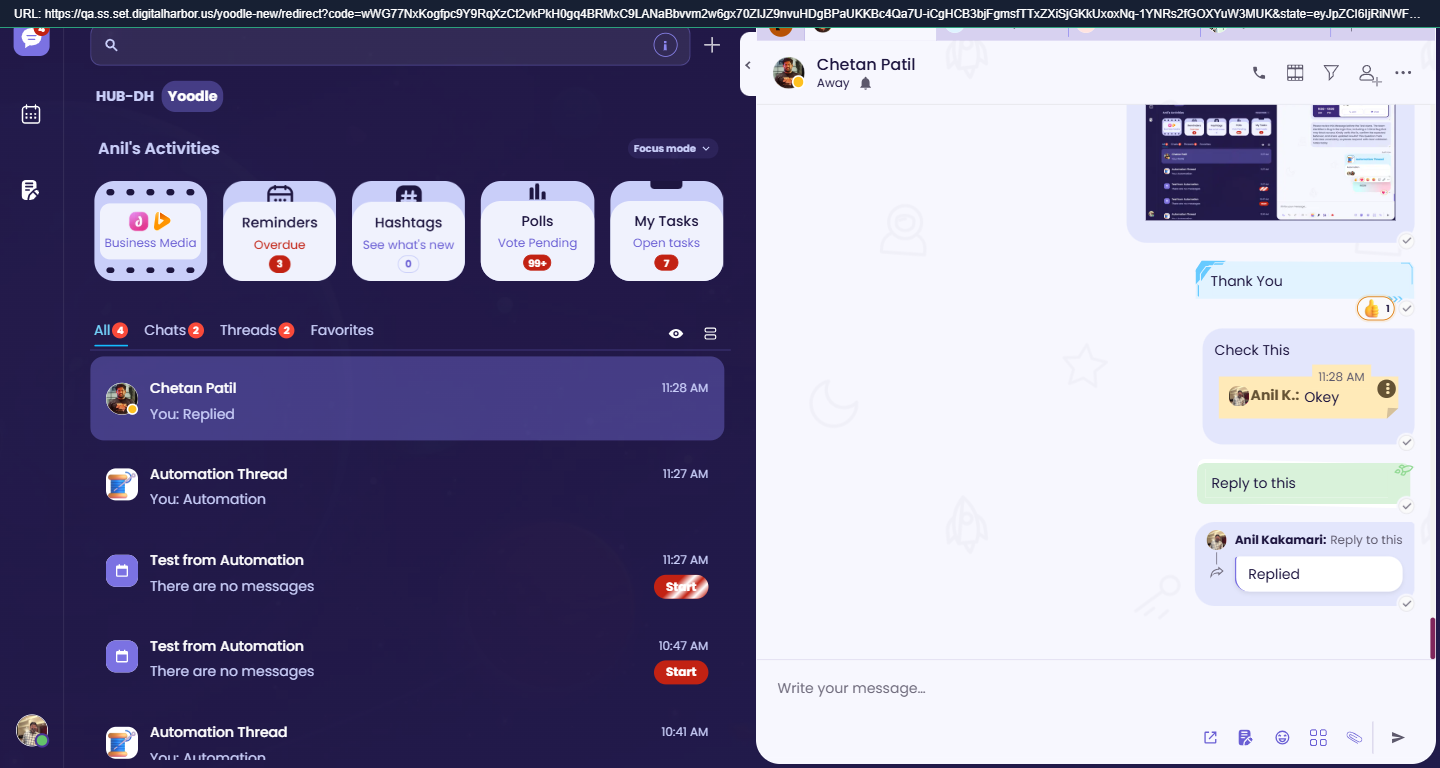 URL: https://qa.ss.set.digitalharbor.us/yoodle-new/redirect?code=wWG77NxKogfpc9Y9RqXzCt2vkPkH0gq4BRMxC9LANaBbvvm2w6gx70ZIJZ9nvuHDgBPaUKKBc4Qa7U-iCgHCB3bjFgmsfTTxZXiSjGKkUxoxNq-1YNRs2fGOXYuW3MUK&state=eyJpZCI6IjRiNWF...
HUB-DH Yoodle
Anil's Activities
Focus mode
Business Media
Reminders
Overdue
3
Hashtags
See what's new
0
Polls
Vote Pending
99+
My Tasks
Open tasks
7
All 4 Chats 2 Threads 2 Favorites
Chetan Patil 11:28 AM
You: Replied
Automation Thread 11:27 AM
You: Automation
Test from Automation 11:27 AM
There are no messages Start
Test from Automation 10:47 AM
There are no messages Start
Automation Thread 10:41 AM
You: Automation
Chetan Patil
Away
Thank You
1
Check This
11:28 AM
Anil K.: Okey
Reply to this
Anil Kakamari: Reply to this
Replied
Write your message...